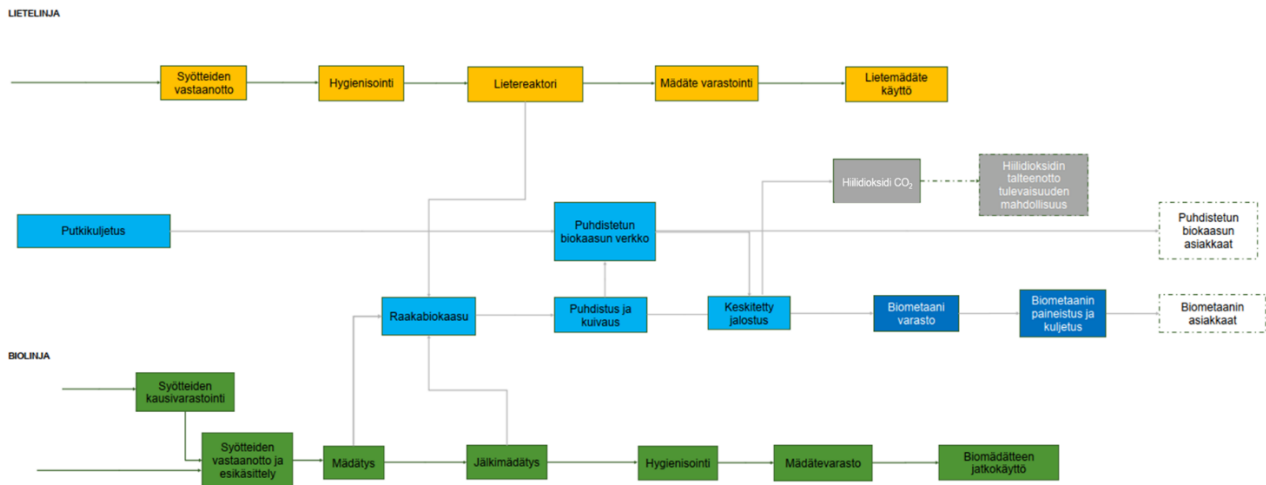 LIETELINJA
Syötteiden
vastaanotto
Hygienisointi
Lietereaktori
Mädäte varastointi
Lietemädäte
käyttö
Hiilidioksidi CO₂
Hiilidioksidin
talteenotto
tulevaisuuden
mahdollisuus
Putkikuljetus
Puhdistetun
biokaasun verkko
Puhdistetun
biokaasun
asiakkaat
Raakabiokaasu
Puhdistus ja
kuivaus
Keskitetty
jalostus
Biometaani
varasto
Biometaanin
paineistus ja
kuljetus
Biometaanin
asiakkaat
BIOLINJA
Syötteiden
kausivarastointi
Syötteiden
vastaanotto ja
esikäsittely
Mädätys
Jälkimädätys
Hygienisointi
Mädätevarasto
Biomädätteen
jatkokäyttö